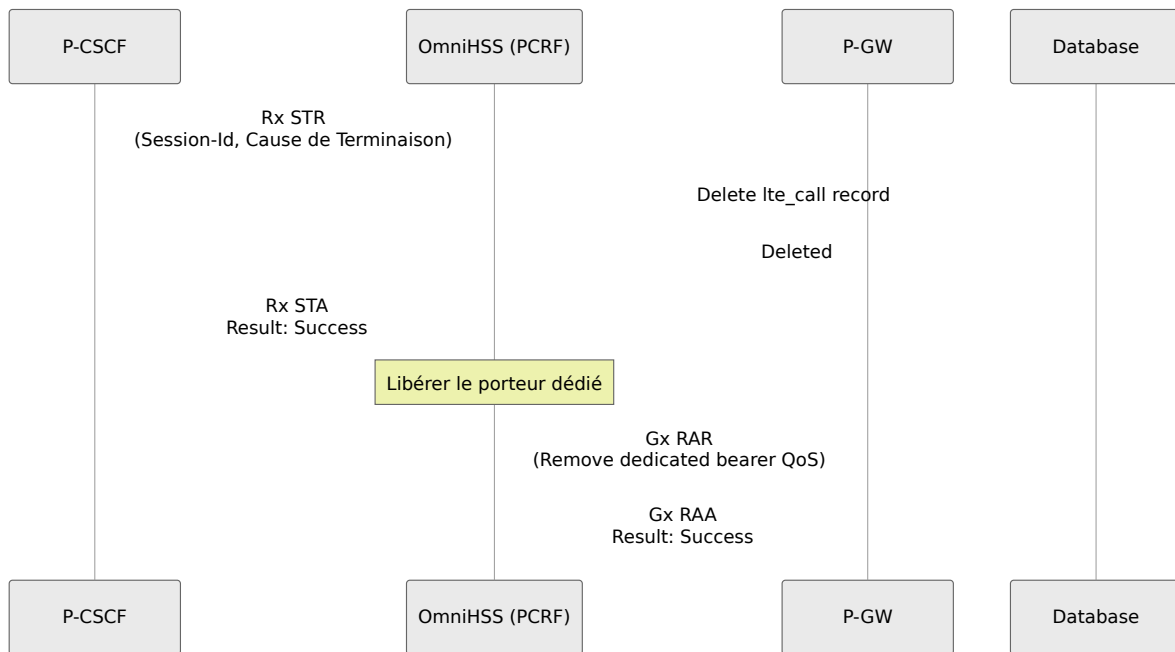 P-CSCF
OmniHSS (PCRF)
P-GW
Database
Rx STR
(Session-Id, Cause de Terminaison)
Delete lte_call record
Deleted
Rx STA
Result: Success
Libérer le porteur dédié
Gx RAR
(Remove dedicated bearer QoS)
Gx RAA
Result: Success
P-CSCF
OmniHSS (PCRF)
P-GW
Database